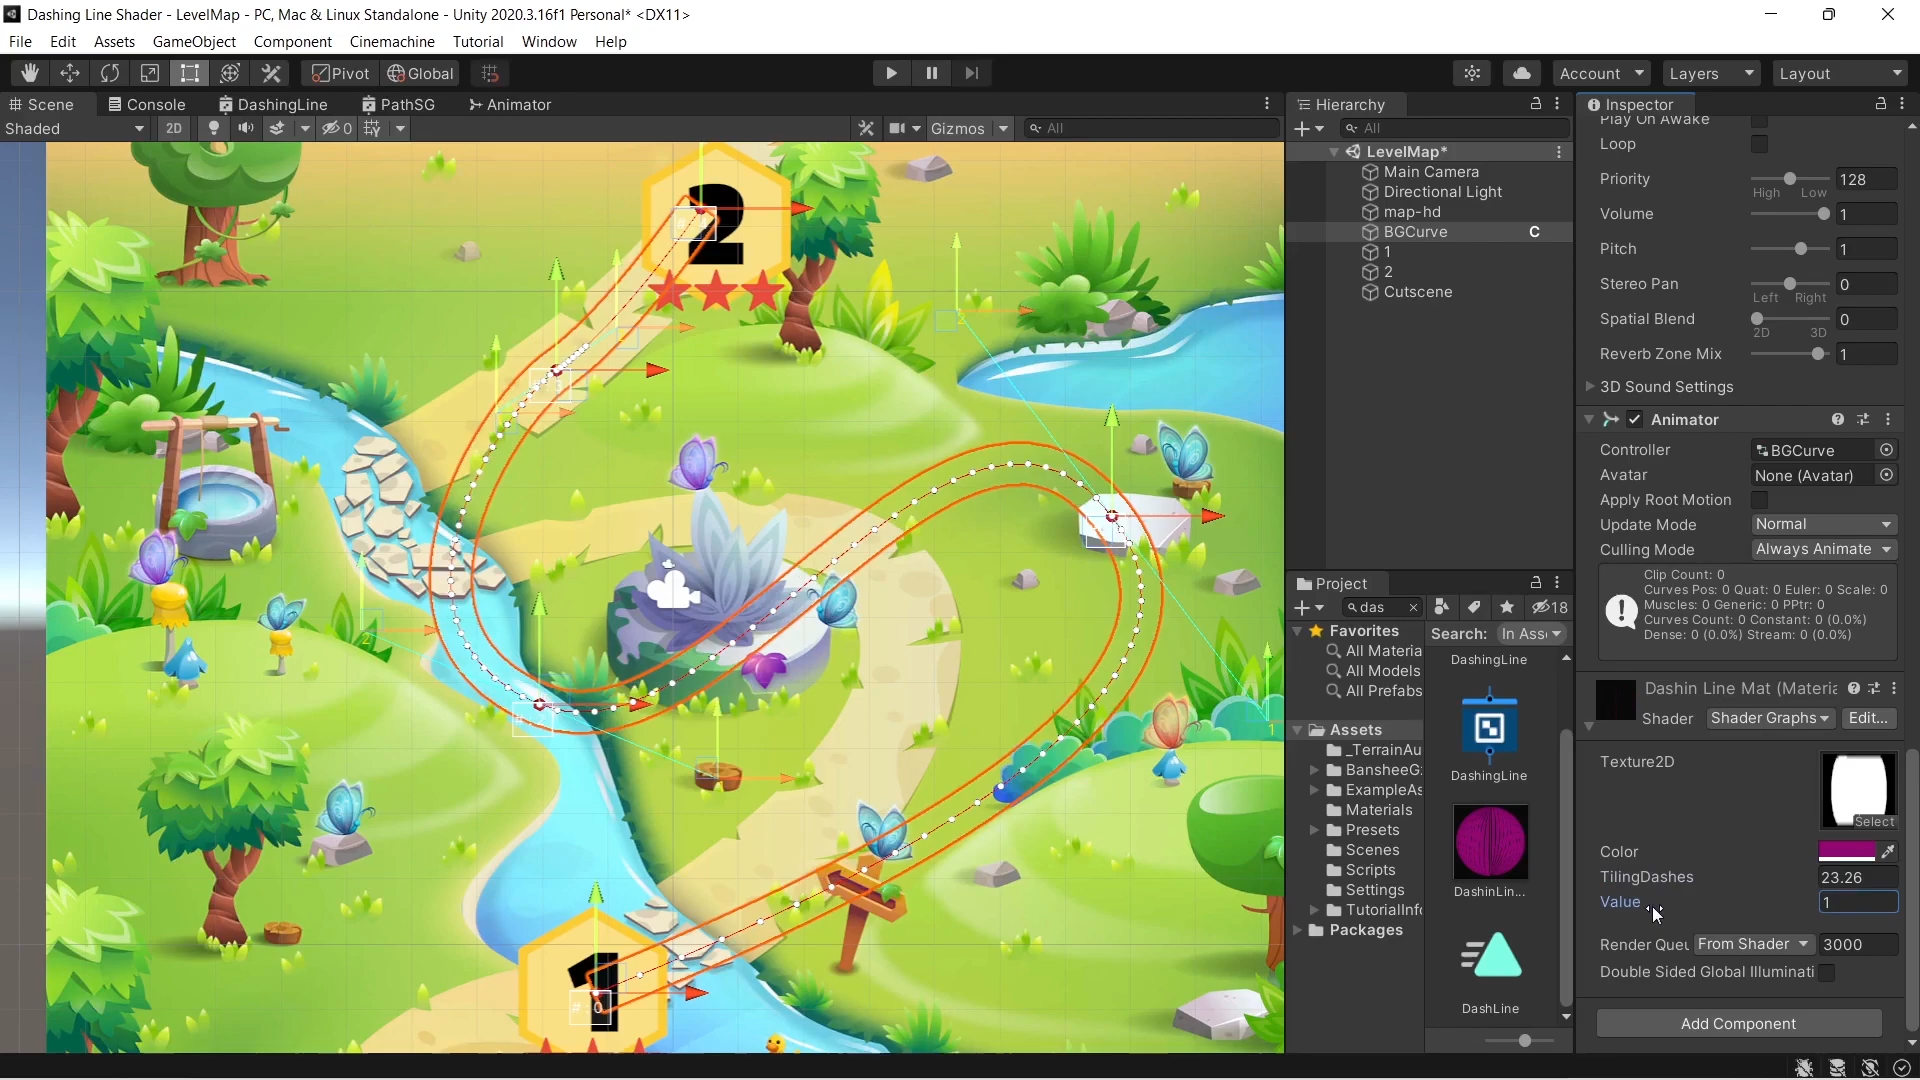 Dashing Line Shader - LevelMap - PC, Mac & Linux Standalone - Unity 2020.3.16f1 Personal* <DX11>
File Edit Assets GameObject Component Cinemachine Tutorial Window Help
Pivot Global Account Layers Layout
Scene Console DashingLine PathSG Animator
Shaded 2D 0 Gizmos All
2
1
# : 0
2
2
1
Hierarchy
All
LevelMap*
Main Camera
Directional Light
map-hd
BGCurve C
1
2
Cutscene
Project
das 18
Favorites
All Materia
All Models
All Prefabs
Assets
_TerrainAu
BansheeGz
ExampleAs
Materials
Presets
Scenes
Scripts
Settings
TutorialInfo
Packages
Search: In Asse
DashingLine
DashingLine
DashinLin...
DashLine
Inspector
Play On Awake
Loop
Priority 128
High Low
Volume 1
Pitch 1
Stereo Pan 0
Left Right
Spatial Blend 0
2D 3D
Reverb Zone Mix 1
3D Sound Settings
Animator
Controller BGCurve
Avatar None (Avatar)
Apply Root Motion
Update Mode Normal
Culling Mode Always Animate
Clip Count: 0
Curves Pos: 0 Quat: 0 Euler: 0 Scale: 0
Muscles: 0 Generic: 0 PPtr: 0
Curves Count: 0 Constant: 0 (0.0%)
Dense: 0 (0.0%) Stream: 0 (0.0%)
Dashin Line Mat (Materia
Shader Shader Graphs Edit...
Texture2D
Select
Color
TilingDashes 23.26
Value 1
Render Queu From Shader 3000
Double Sided Global Illuminati
Add Component